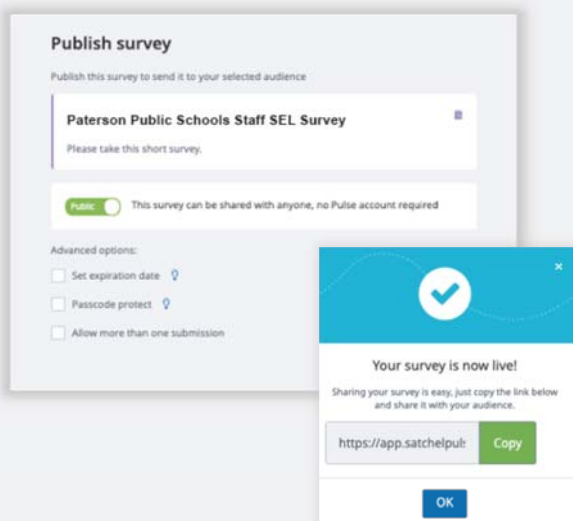 Publish survey
Publish this survey to send it to your selected audience
Paterson Public Schools Staff SEL Survey
Please take this short survey.
Public
This survey can be shared with anyone, no Pulse account required
Advanced options:
Set expiration date
Passcode protect
Allow more than one submission
×
Your survey is now live!
Sharing your survey is easy, just copy the link below
and share it with your audience.
https://app.satchelpuls
Copy
OK